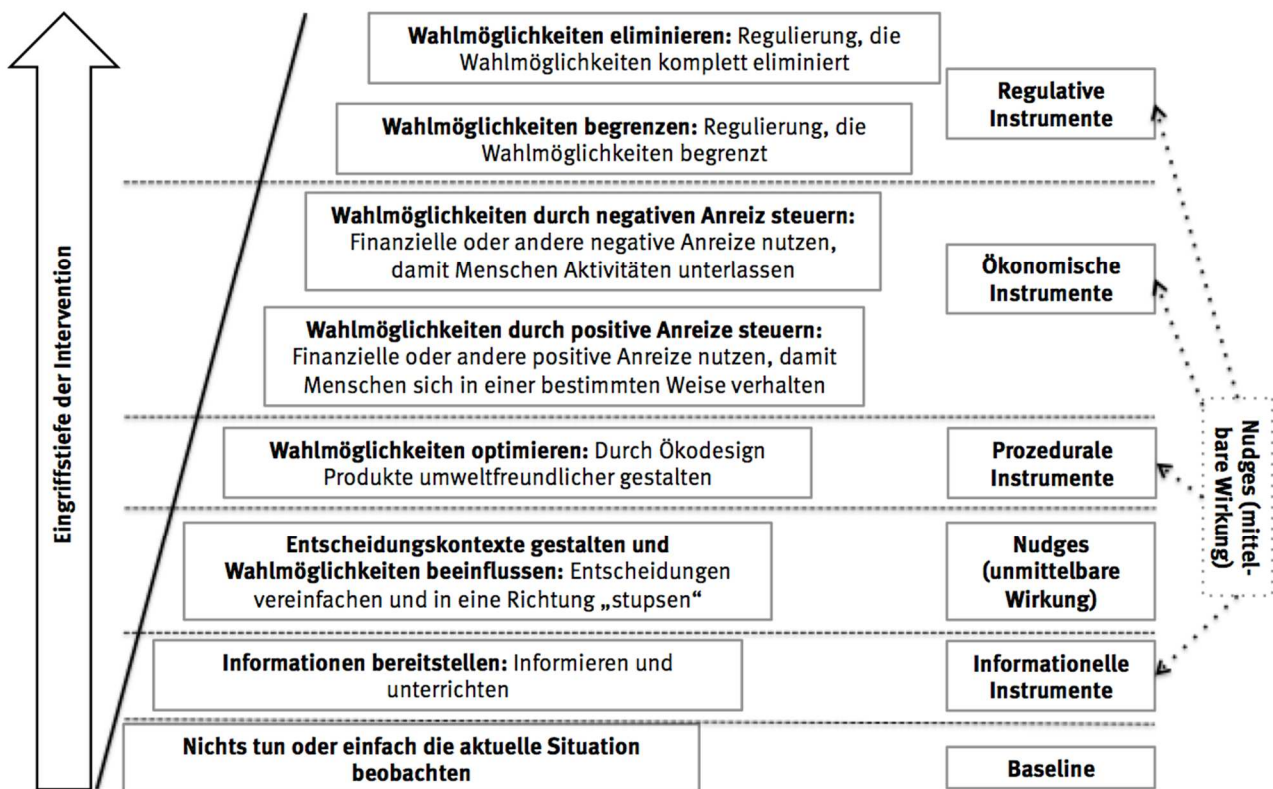 Eingriffstiefe der Intervention
Wahlmöglichkeiten eliminieren: Regulierung, die
Wahlmöglichkeiten komplett eliminiert
Wahlmöglichkeiten begrenzen: Regulierung, die
Wahlmöglichkeiten begrenzt
Regulative
Instrumente
Wahlmöglichkeiten durch negativen Anreiz steuern:
Finanzielle oder andere negative Anreize nutzen,
damit Menschen Aktivitäten unterlassen
Wahlmöglichkeiten durch positive Anreize steuern:
Finanzielle oder andere positive Anreize nutzen, damit
Menschen sich in einer bestimmten Weise verhalten
Ökonomische
Instrumente
Wahlmöglichkeiten optimieren: Durch Ökodesign
Produkte umweltfreundlicher gestalten
Prozedurale
Instrumente
Entscheidungskontexte gestalten und
Wahlmöglichkeiten beeinflussen: Entscheidungen
vereinfachen und in eine Richtung „stupsen“
Nudges
(unmittelbare
Wirkung)
Informationen bereitstellen: Informieren und
unterrichten
Informationelle
Instrumente
Nichts tun oder einfach die aktuelle Situation
beobachten
Baseline
Nudges (mittel-
bare Wirkung)